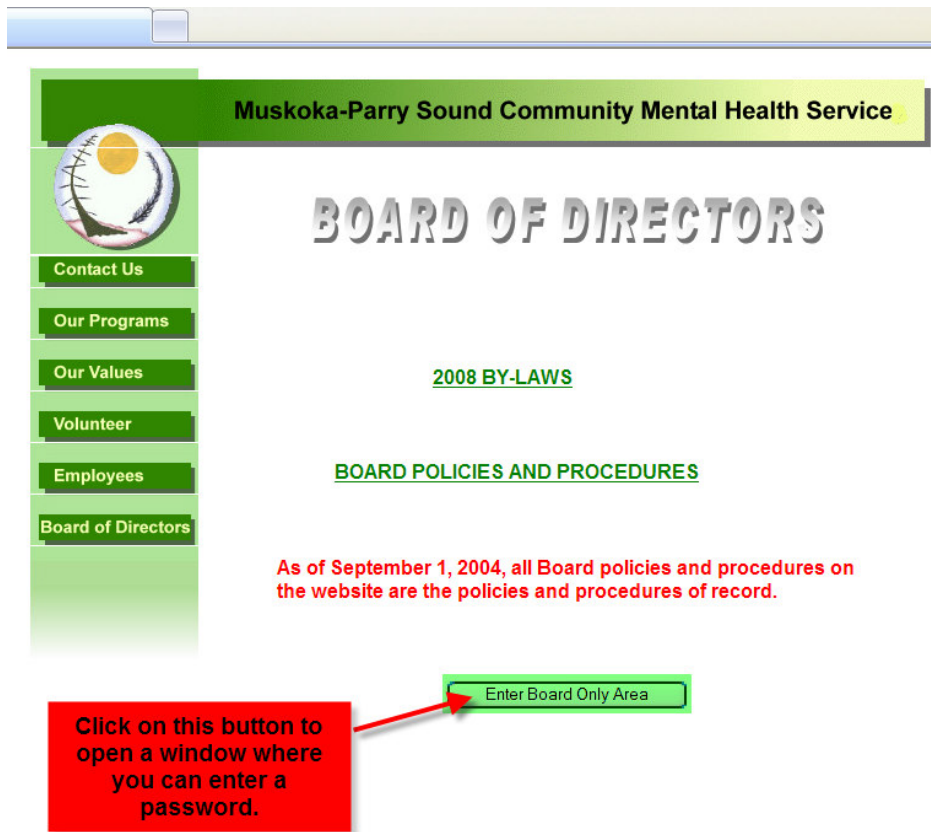 Muskoka-Parry Sound Community Mental Health Service
BOARD OF DIRECTORS
Contact Us
Our Programs
Our Values
Volunteer
Employees
Board of Directors
2008 BY-LAWS
BOARD POLICIES AND PROCEDURES
As of September 1, 2004, all Board policies and procedures on
the website are the policies and procedures of record.
Enter Board Only Area
Click on this button to
open a window where
you can enter a
password.